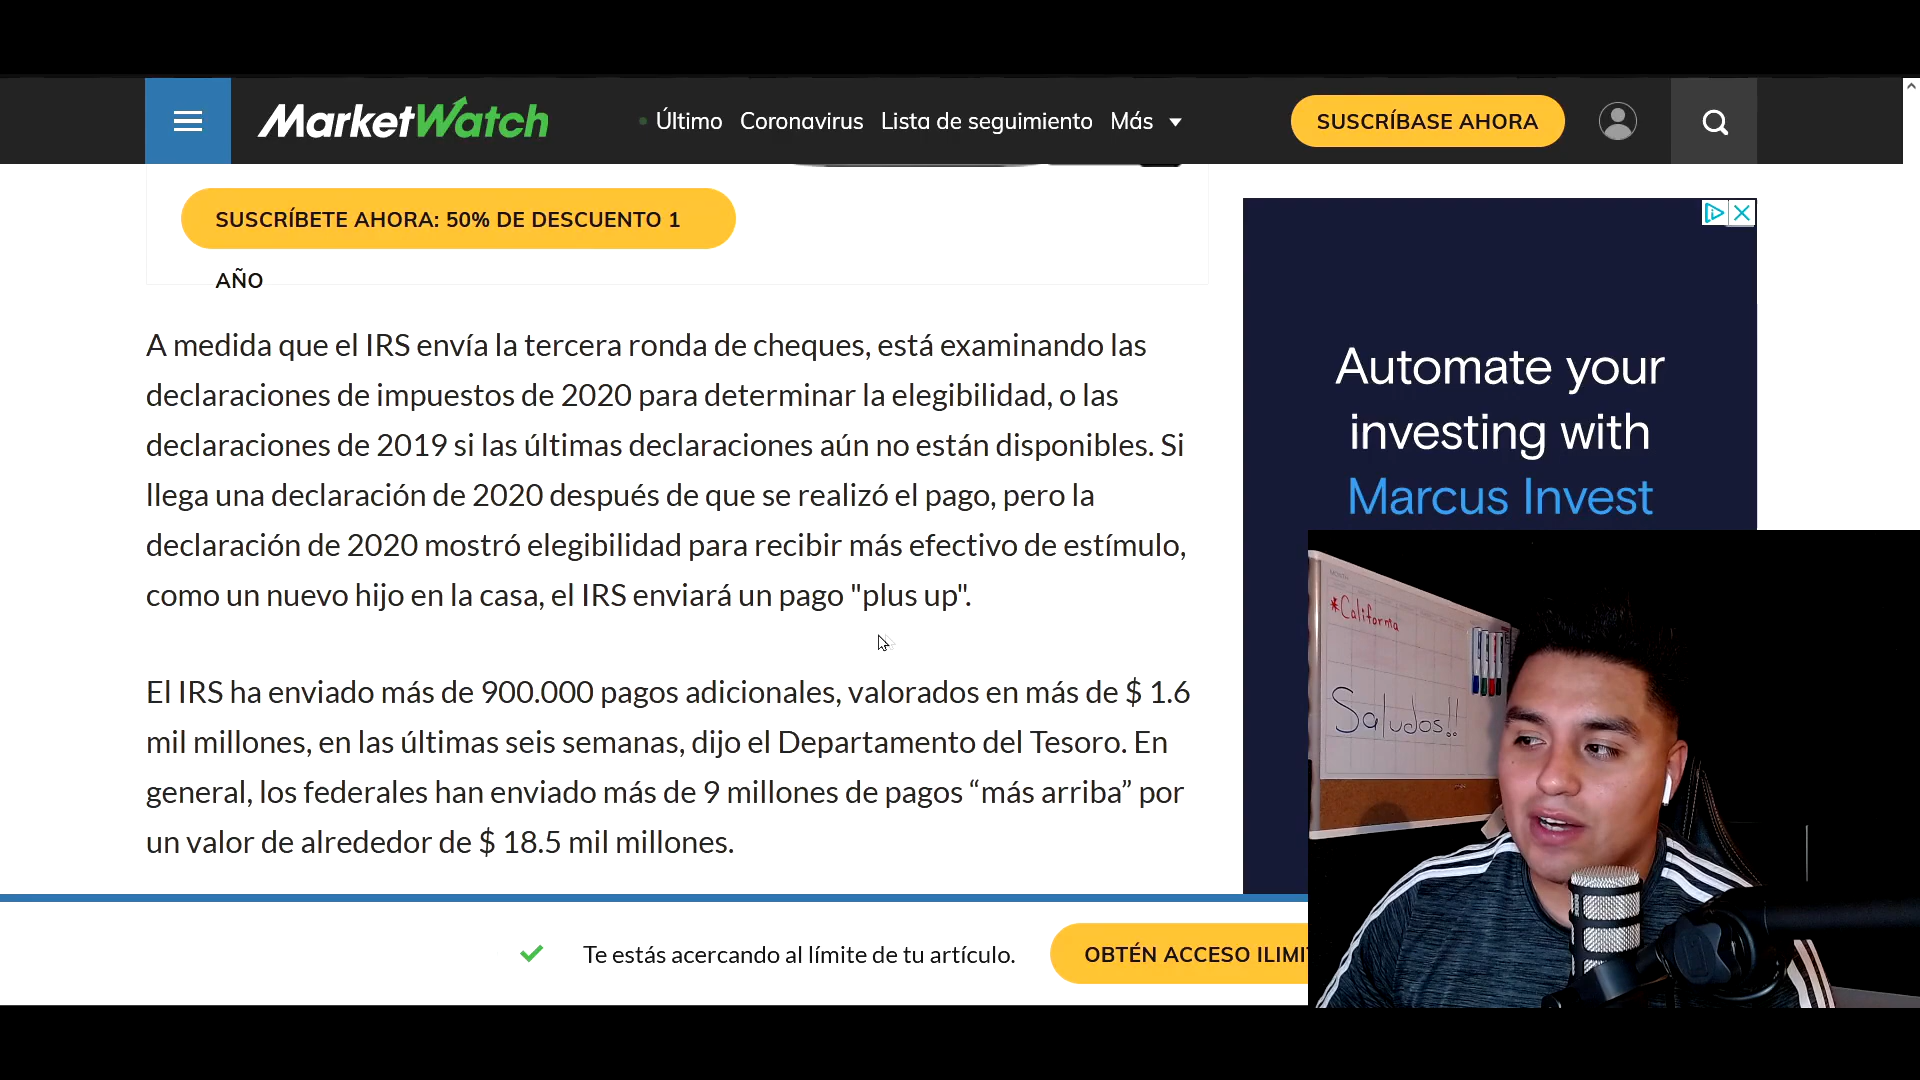 MarketWatch
Último Coronavirus Lista de seguimiento Más
SUSCRÍBASE AHORA
SUSCRÍBETE AHORA: 50% DE DESCUENTO 1
AÑO
A medida que el IRS envía la tercera ronda de cheques, está examinando las
declaraciones de impuestos de 2020 para determinar la elegibilidad, o las
declaraciones de 2019 si las últimas declaraciones aún no están disponibles. Si
llega una declaración de 2020 después de que se realizó el pago, pero la
declaración de 2020 mostró elegibilidad para recibir más efectivo de estímulo,
como un nuevo hijo en la casa, el IRS enviará un pago "plus up".
El IRS ha enviado más de 900.000 pagos adicionales, valorados en más de $ 1.6
mil millones, en las últimas seis semanas, dijo el Departamento del Tesoro. En
general, los federales han enviado más de 9 millones de pagos “más arriba” por
un valor de alrededor de $ 18.5 mil millones.
Automate your
investing with
Marcus Invest
*California
Saludos!!
Te estás acercando al límite de tu artículo.
OBTÉN ACCESO